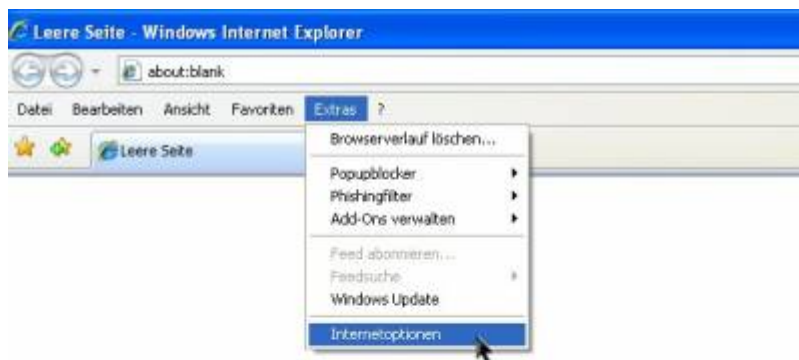 Leere Seite - Windows Internet Explorer
about:blank
Datei Bearbeiten Ansicht Favoriten Extras ?
Leere Seite
Browserverlauf löschen...
Popupblocker
Phishingfilter
Add-Ons verwalten
Feed abonnieren...
Feedsuche
Windows Update
Internetoptionen